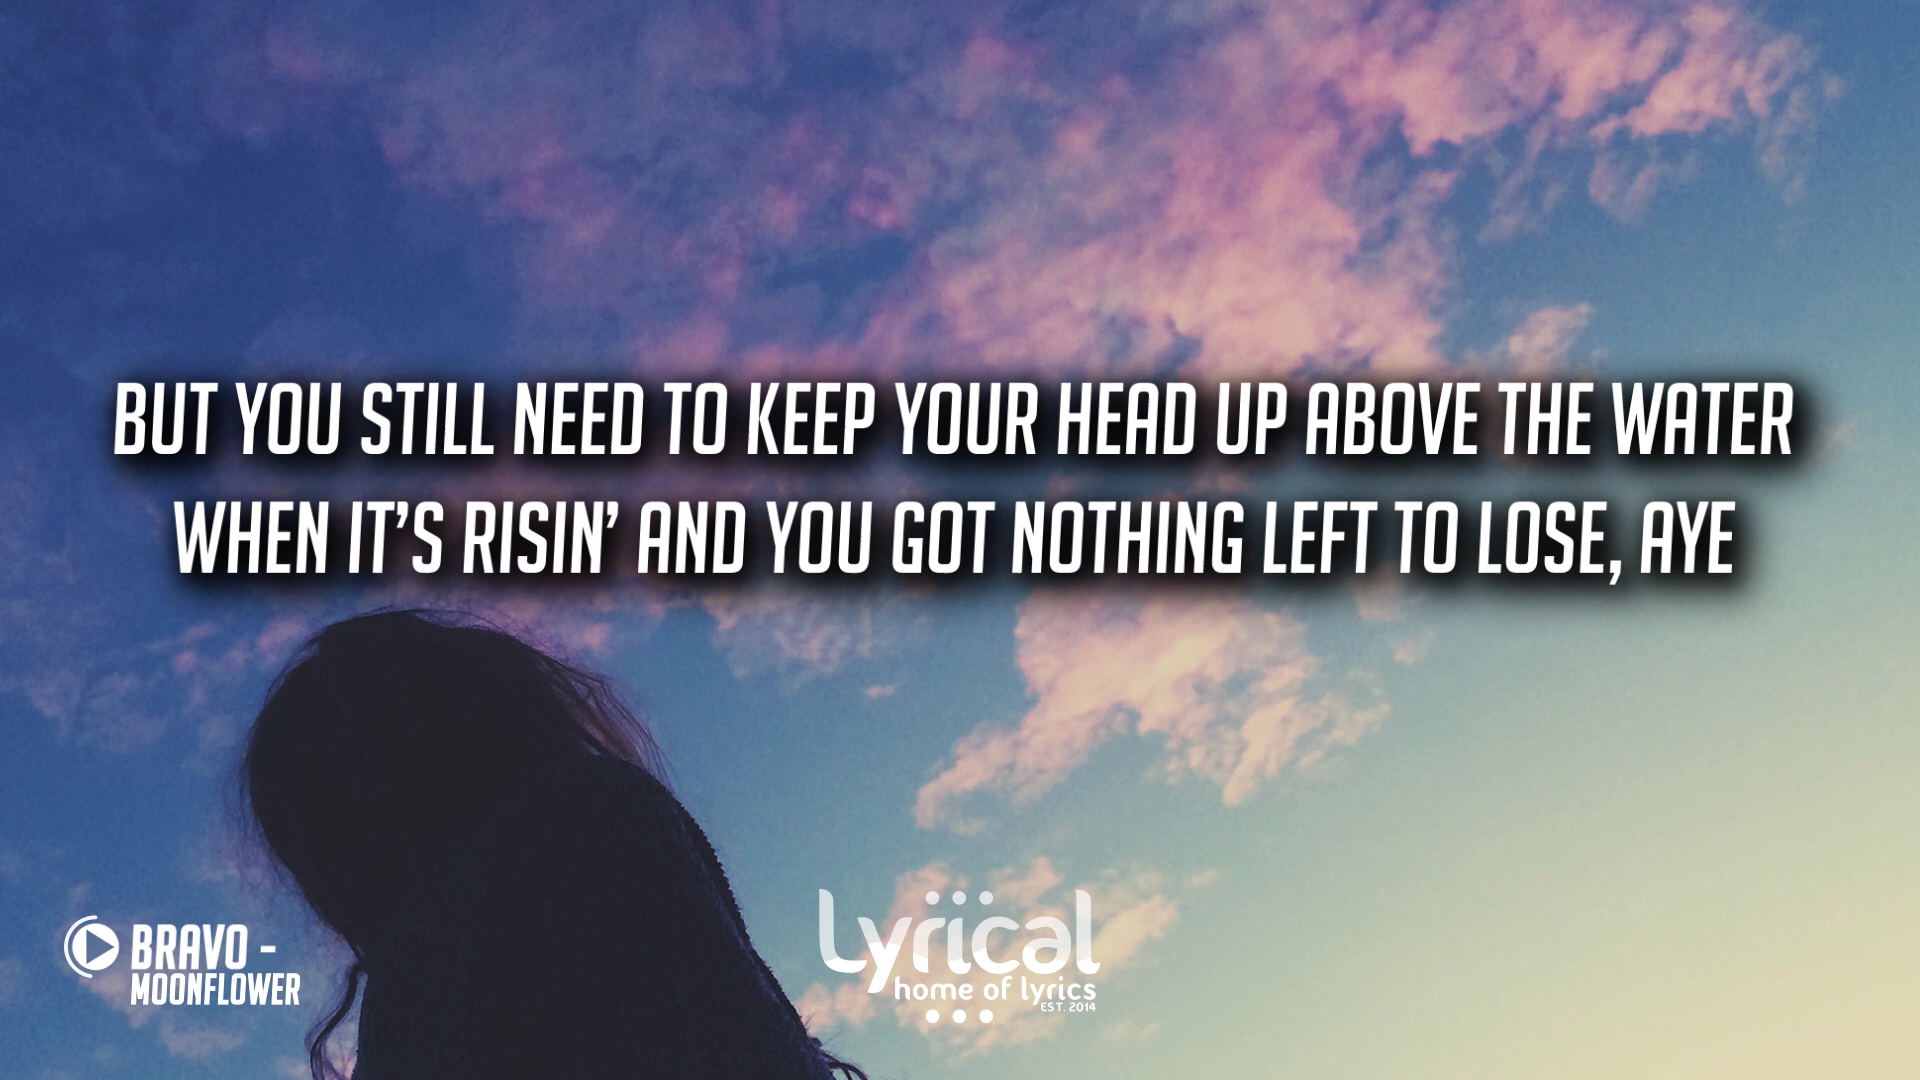 BUT YOU STILL NEED TO KEEP YOUR HEAD UP ABOVE THE WATER
WHEN IT’S RISIN’ AND YOU GOT NOTHING LEFT TO LOSE, AYE
BRAVO -
MOONFLOWER
Lyrical
home of lyrics
EST. 2014